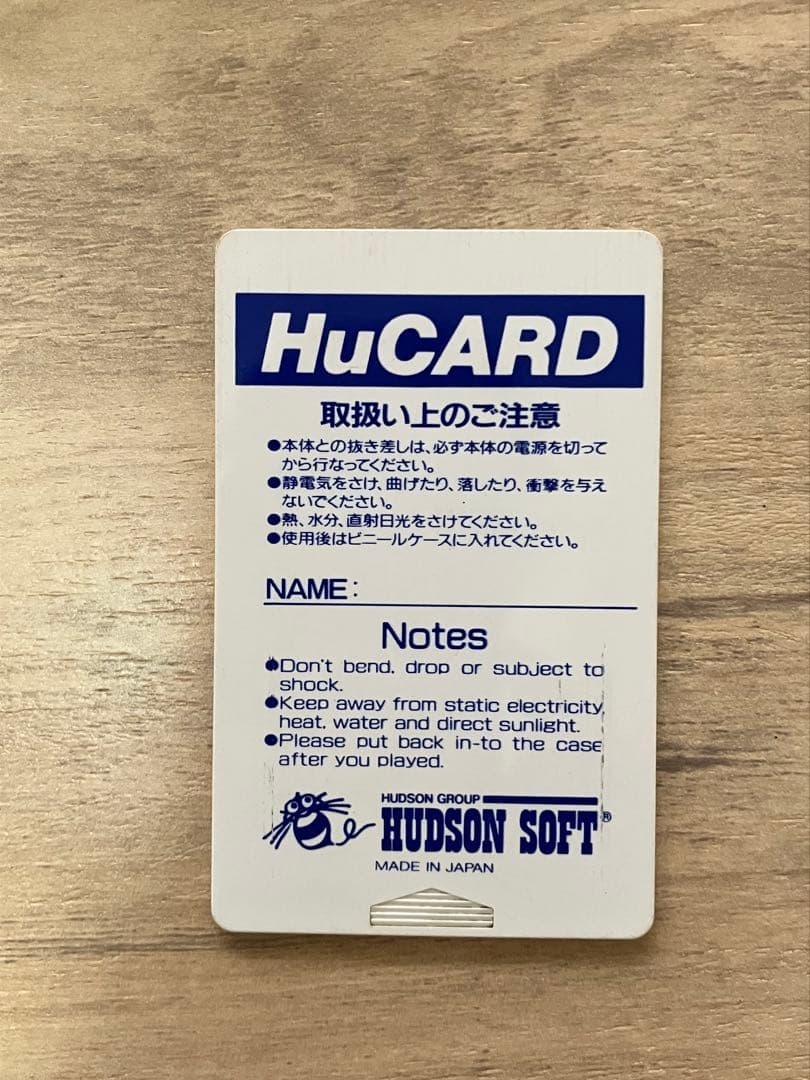 HuCARD
取扱い上のご注意
●本体との抜き差しは、必ず本体の電源を切って
から行なってください。
●静電気をさけ、曲げたり、落したり、衝撃を与え
ないでください。
●熱、水分、直射日光をさけてください。
●使用後はビニールケースに入れてください。
NAME:
Notes
●Don't bend, drop or subject to
shock.
●Keep away from static electricity,
heat, water and direct sunlight.
●Please put back in-to the case
after you played.
HUDSON GROUP
HUDSON SOFT®
MADE IN JAPAN